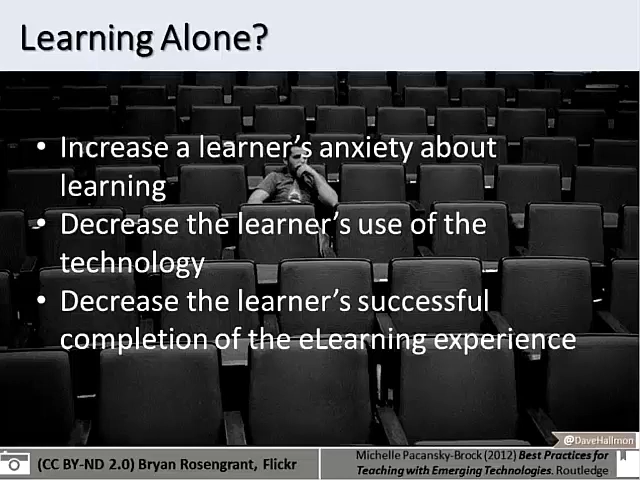 Learning Alone?
• Increase a learner's anxiety about
learning
• Decrease the learner's use of the
technology
• Decrease the learner's successful
completion of the eLearning experience
@DaveHallmon
(CC BY-ND 2.0) Bryan Rosengrant, Flickr
Michelle Pacansky-Brock (2012) Best Practices for
Teaching with Emerging Technologies. Routledge